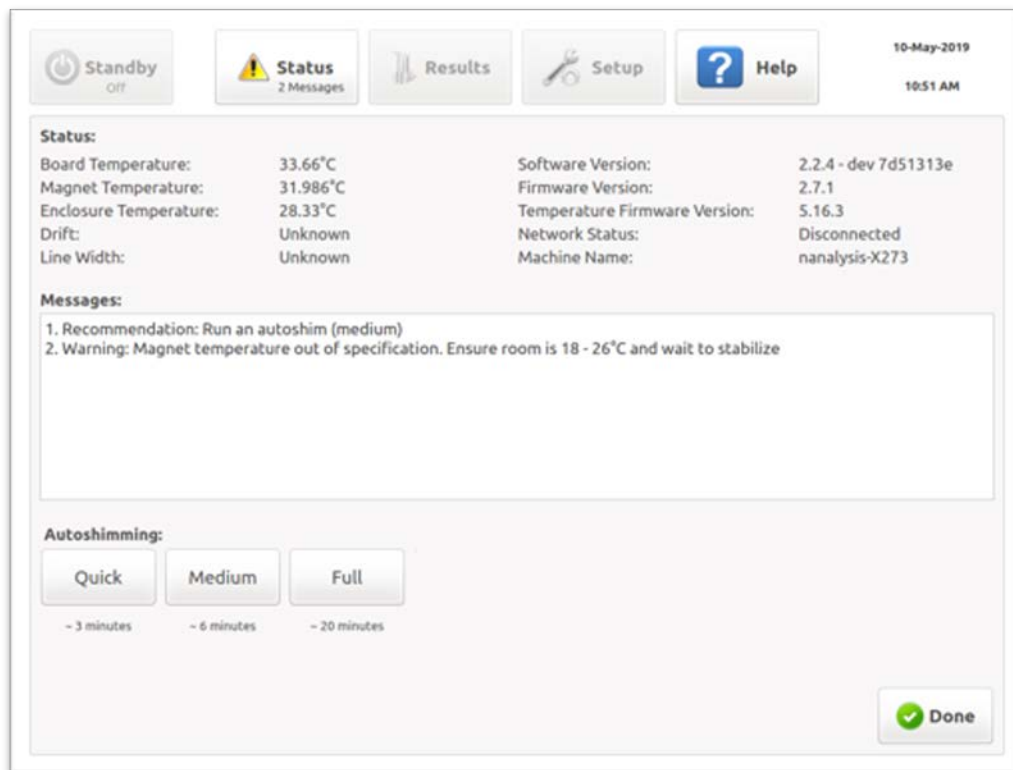 Standby
Off
Status
2 Messages
Results
Setup
? Help
10-May-2019
10:51 AM
Status:
Board Temperature: 33.66°C Software Version: 2.2.4 - dev 7d51313e
Magnet Temperature: 31.986°C Firmware Version: 2.7.1
Enclosure Temperature: 28.33°C Temperature Firmware Version: 5.16.3
Drift: Unknown Network Status: Disconnected
Line Width: Unknown Machine Name: nanalysis-X273
Messages:
1. Recommendation: Run an autoshim (medium)
2. Warning: Magnet temperature out of specification. Ensure room is 18 - 26°C and wait to stabilize
Autoshimming:
Quick Medium Full
~ 3 minutes ~ 6 minutes ~ 20 minutes
Done